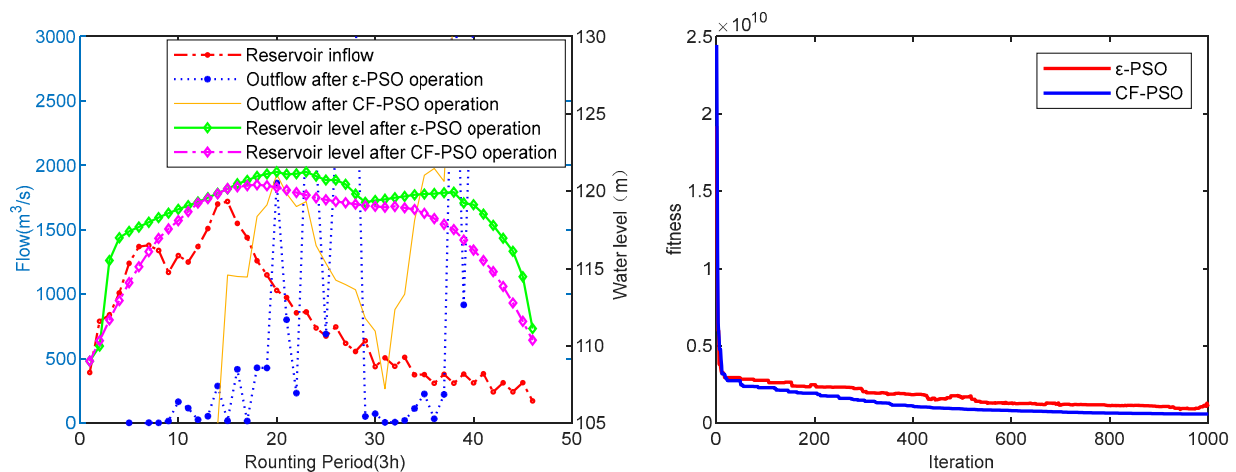 3000
2500
2000
1500
1000
500
0
Flow(m³/s)
130
125
120
115
110
105
Water level（m）
0
10
20
30
40
50
Rounting Period(3h)
Reservoir inflow
Outflow after ε-PSO operation
Outflow after CF-PSO operation
Reservoir level after ε-PSO operation
Reservoir level after CF-PSO operation
×10¹⁰
2.5
2
1.5
1
0.5
0
fitness
0
200
400
600
800
1000
Iteration
ε-PSO
CF-PSO